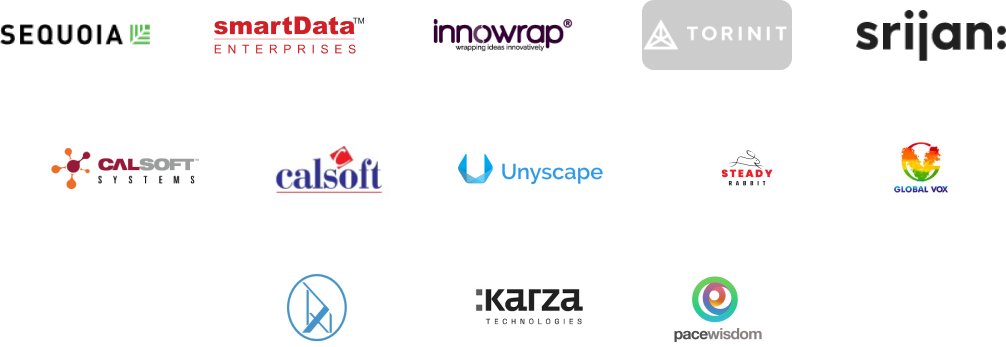 SEQUOIA
smartData™
ENTERPRISES
innowrap®
wrapping ideas innovatively
TORINIT
srijan:
CALSOFT™
SYSTEMS
calsoft
Unyscape
STEADY
RABBIT
GLOBAL VOX
:Karza
TECHNOLOGIES
pacewisdom